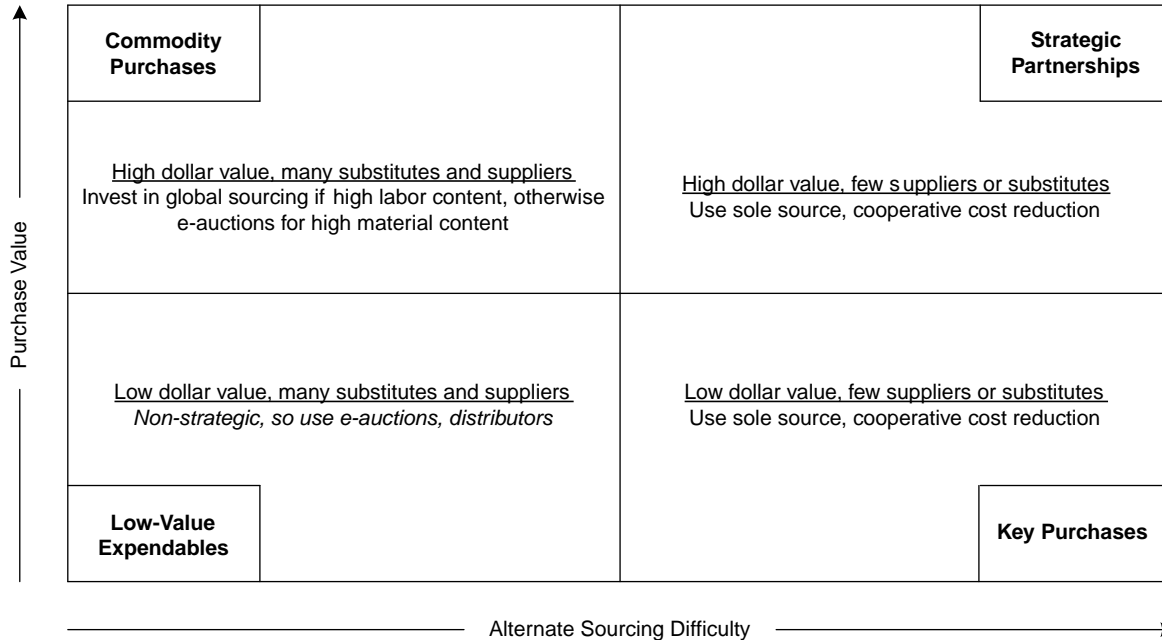 Commodity
Purchases
Strategic
Partnerships
High dollar value, many substitutes and suppliers
Invest in global sourcing if high labor content, otherwise
e-auctions for high material content
High dollar value, few suppliers or substitutes
Use sole source, cooperative cost reduction
Purchase Value
Low dollar value, many substitutes and suppliers
Non-strategic, so use e-auctions, distributors
Low dollar value, few suppliers or substitutes
Use sole source, cooperative cost reduction
Low-Value
Expendables
Key Purchases
Alternate Sourcing Difficulty